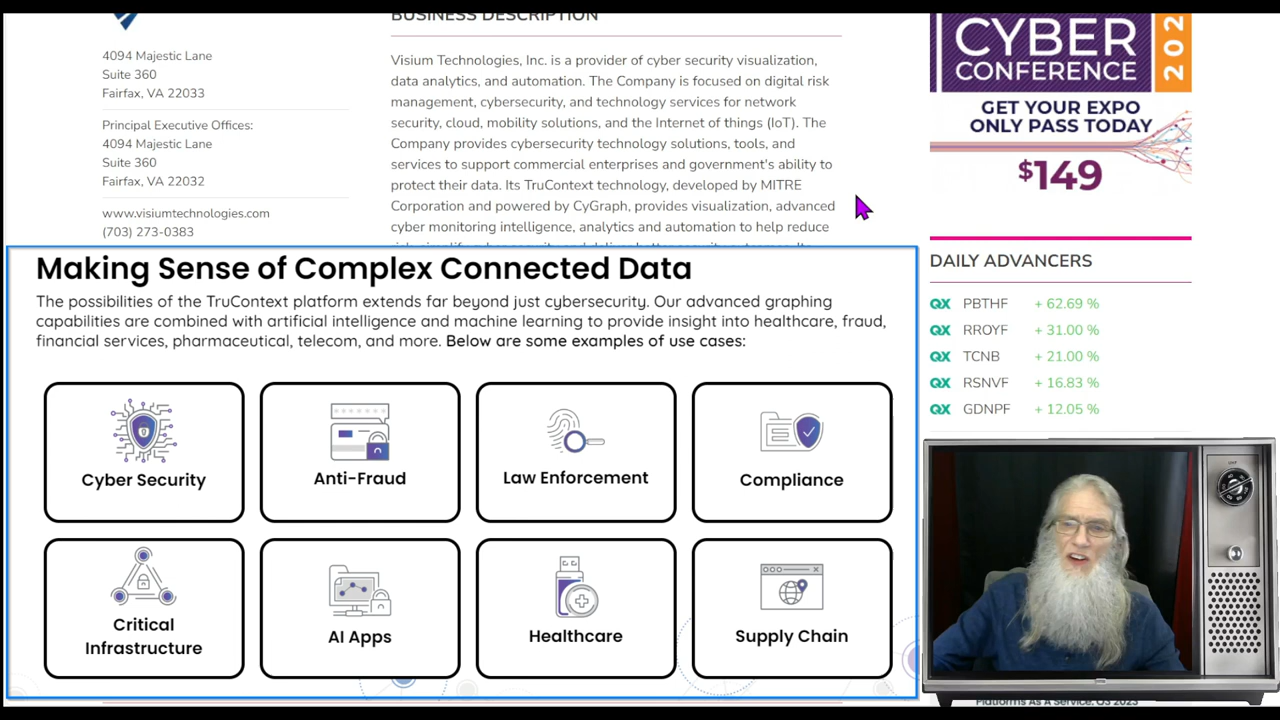 BUSINESS DESCRIPTION
4094 Majestic Lane
Suite 360
Fairfax, VA 22033
Principal Executive Offices:
4094 Majestic Lane
Suite 360
Fairfax, VA 22032
www.visiumtechnologies.com
(703) 273-0383
Visium Technologies, Inc. is a provider of cyber security visualization,
data analytics, and automation. The Company is focused on digital risk
management, cybersecurity, and technology services for network
security, cloud, mobility solutions, and the Internet of things (IoT). The
Company provides cybersecurity technology solutions, tools, and
services to support commercial enterprises and government's ability to
protect their data. Its TruContext technology, developed by MITRE
Corporation and powered by CyGraph, provides visualization, advanced
cyber monitoring intelligence, analytics and automation to help reduce
CYBER
CONFERENCE
202
GET YOUR EXPO
ONLY PASS TODAY
$149
DAILY ADVANCERS
QX PBTHF + 62.69 %
QX RROYF + 31.00 %
QX TCNB + 21.00 %
QX RSNVF + 16.83 %
QX GDNPF + 12.05 %
Making Sense of Complex Connected Data
The possibilities of the TruContext platform extends far beyond just cybersecurity. Our advanced graphing
capabilities are combined with artificial intelligence and machine learning to provide insight into healthcare, fraud,
financial services, pharmaceutical, telecom, and more. Below are some examples of use cases:
Cyber Security
Anti-Fraud
Law Enforcement
Compliance
Critical
Infrastructure
AI Apps
Healthcare
Supply Chain
Platforms As A Service, Q3 2023